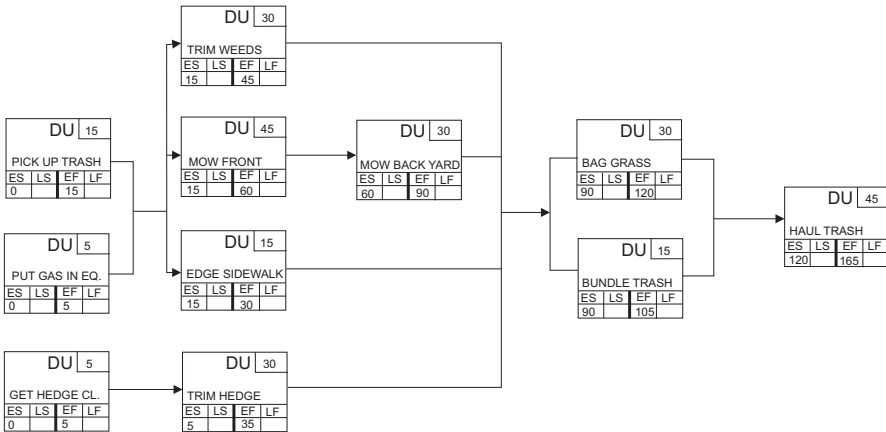 DU 30
TRIM WEEDS
ES LS EF LF
15 45
DU 15
PICK UP TRASH
ES LS EF LF
0 15
DU 45
MOW FRONT
ES LS EF LF
15 60
DU 30
MOW BACK YARD
ES LS EF LF
60 90
DU 30
BAG GRASS
ES LS EF LF
90 120
DU 45
HAUL TRASH
ES LS EF LF
120 165
DU 5
PUT GAS IN EQ.
ES LS EF LF
0 5
DU 15
EDGE SIDEWALK
ES LS EF LF
15 30
DU 15
BUNDLE TRASH
ES LS EF LF
90 105
DU 5
GET HEDGE CL.
ES LS EF LF
0 5
DU 30
TRIM HEDGE
ES LS EF LF
5 35